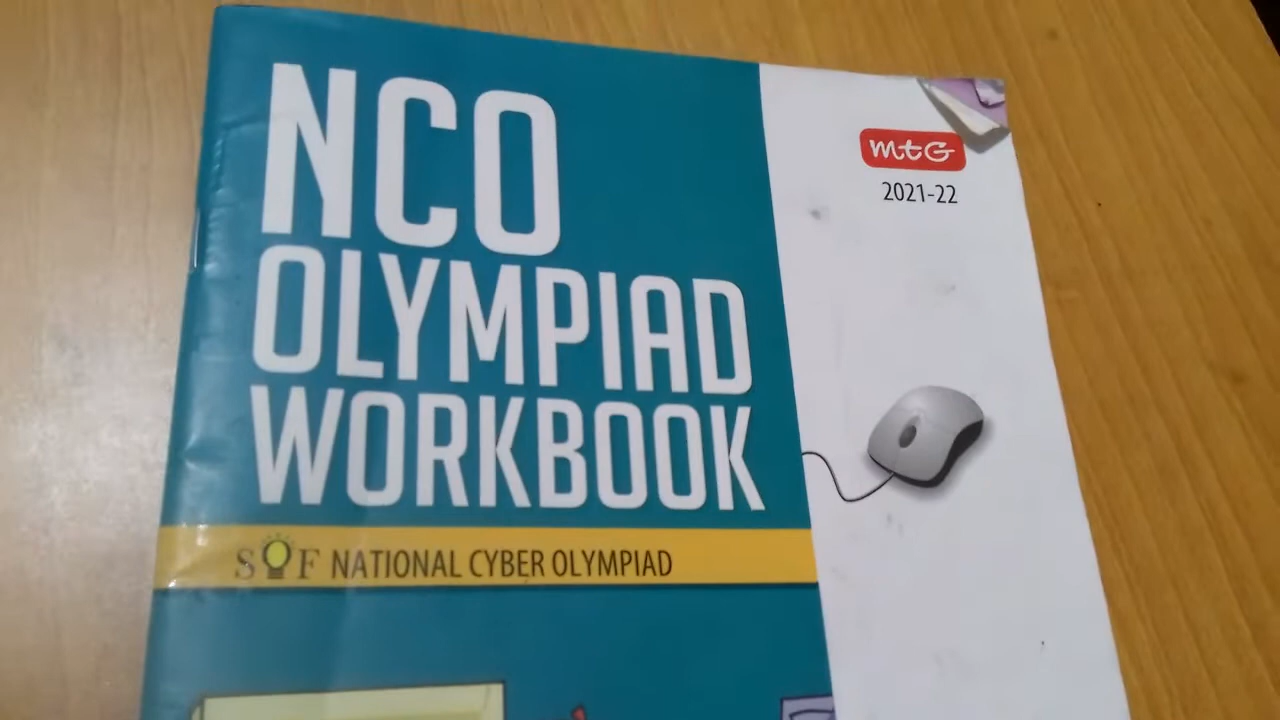 NCO
OLYMPIAD
WORKBOOK
SOF NATIONAL CYBER OLYMPIAD
mtG
2021-22